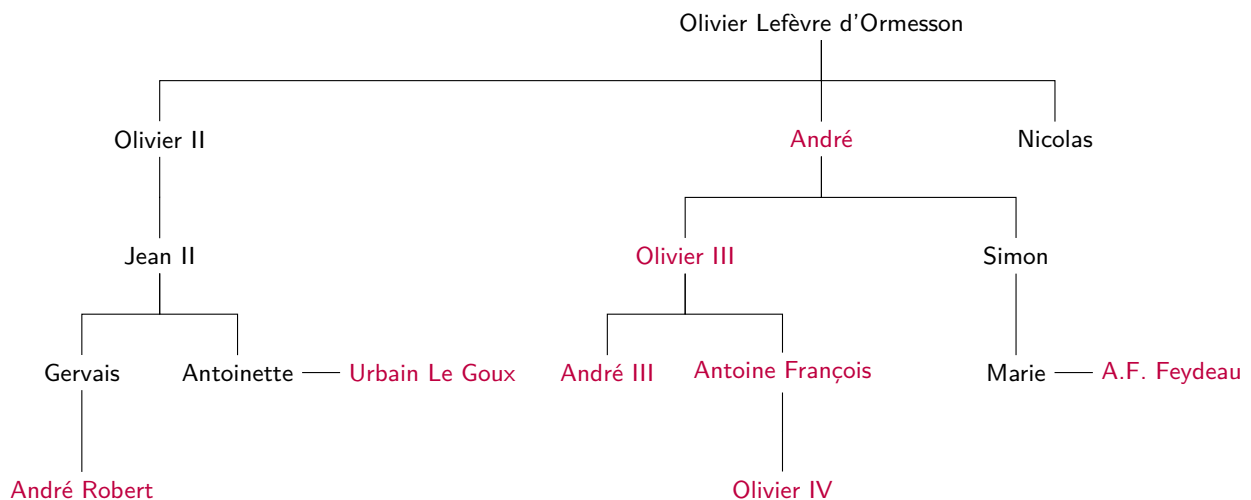 Olivier Lefèvre d'Ormesson
Olivier II
André
Nicolas
Jean II
Olivier III
Simon
Gervais
Antoinette
Urbain Le Goux
André III
Antoine François
Marie
A.F. Feydeau
André Robert
Olivier IV